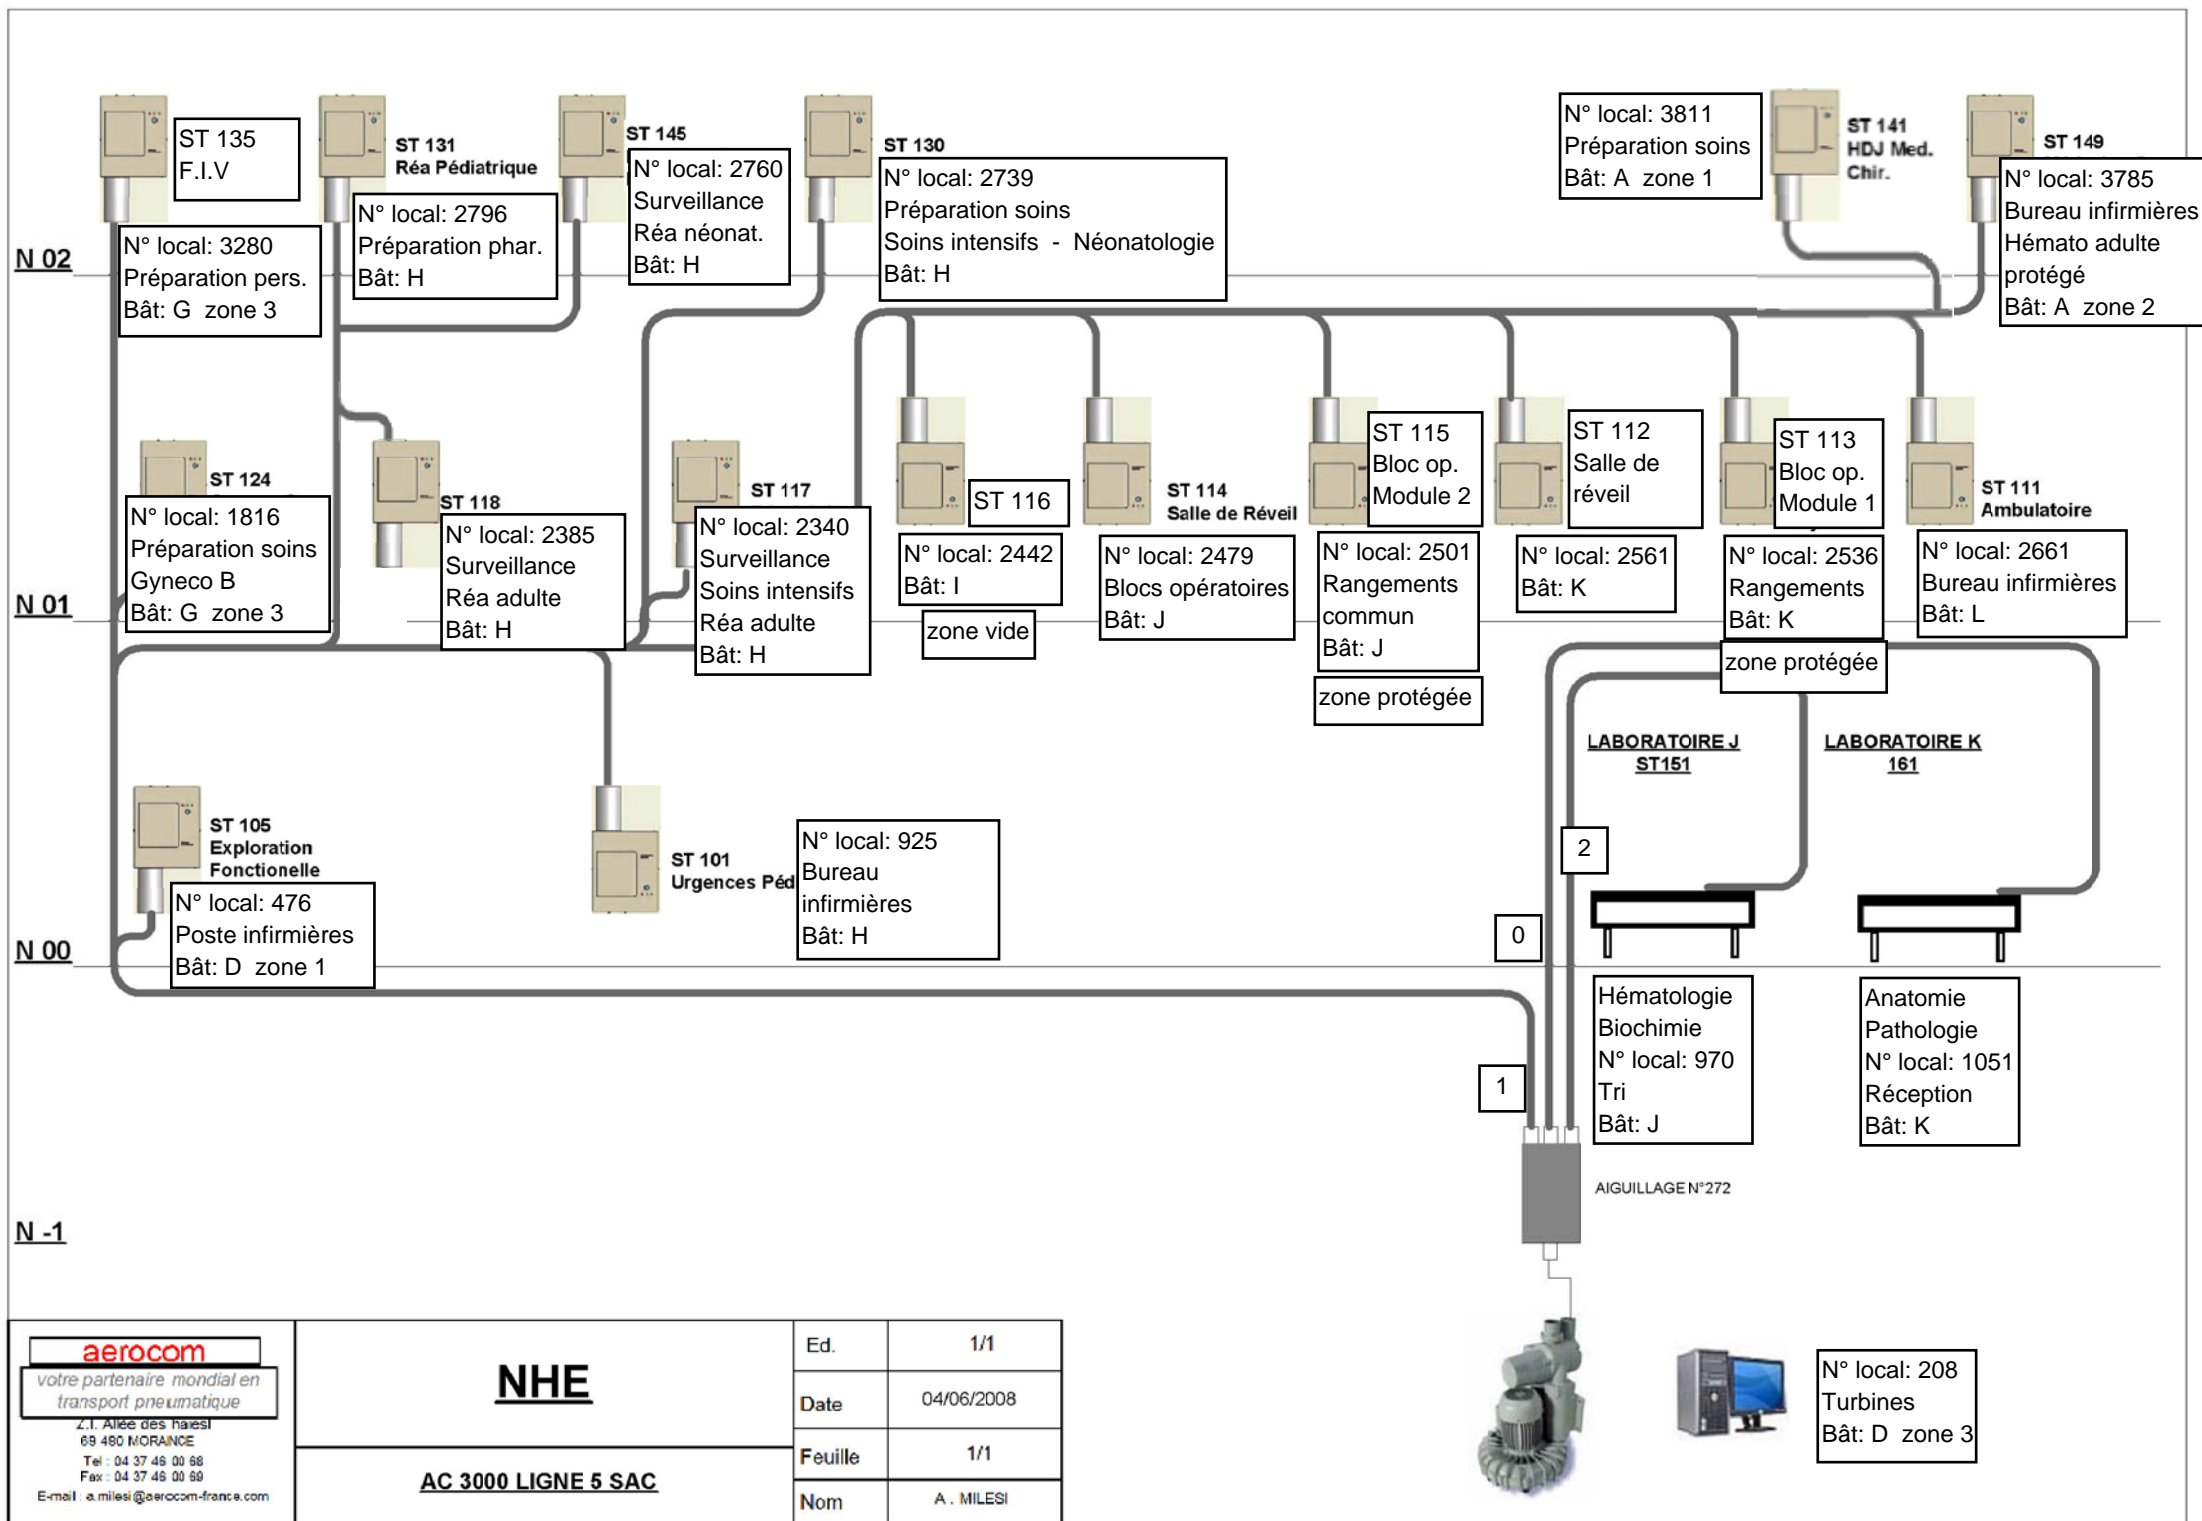 ST 135
F.I.V
N° local: 3280
Préparation pers.
Bât: G  zone 3
ST 131
Réa Pédiatrique
N° local: 2796
Préparation phar.
Bât: H
ST 145
N° local: 2760
Surveillance
Réa néonat.
Bât: H
ST 130
N° local: 2739
Préparation soins
Soins intensifs  -  Néonatologie
Bât: H
N° local: 3811
Préparation soins
Bât: A  zone 1
ST 141
HDJ Med.
Chir.
ST 149
N° local: 3785
Bureau infirmières
Hémato adulte
protégé
Bât: A  zone 2
N 02
ST 124
N° local: 1816
Préparation soins
Gyneco B
Bât: G  zone 3
ST 118
N° local: 2385
Surveillance
Réa adulte
Bât: H
ST 117
N° local: 2340
Surveillance
Soins intensifs
Réa adulte
Bât: H
ST 116
N° local: 2442
Bât: I
zone vide
ST 114
Salle de Réveil
N° local: 2479
Blocs opératoires
Bât: J
ST 115
Bloc op.
Module 2
N° local: 2501
Rangements
commun
Bât: J
zone protégée
ST 112
Salle de
réveil
N° local: 2561
Bât: K
ST 113
Bloc op.
Module 1
N° local: 2536
Rangements
Bât: K
zone protégée
ST 111
Ambulatoire
N° local: 2661
Bureau infirmières
Bât: L
N 01
LABORATOIRE J
ST151
LABORATOIRE K
161
ST 105
Exploration
Fonctionelle
N° local: 476
Poste infirmières
Bât: D  zone 1
ST 101
Urgences Péd
N° local: 925
Bureau
infirmières
Bât: H
2
0
N 00
1
Hématologie
Biochimie
N° local: 970
Tri
Bât: J
Anatomie
Pathologie
N° local: 1051
Réception
Bât: K
AIGUILLAGE N°272
N -1
aerocom
votre partenaire mondial en
transport pneumatique
Z.I. Allée des haiesl
69 480 MORANCE
Tel : 04 37 46 00 68
Fax : 04 37 46 00 69
E-mail : a.milesi@aerocom-france.com
NHE
AC 3000 LIGNE 5 SAC
Ed. 1/1
Date 04/06/2008
Feuille 1/1
Nom A . MILESI
N° local: 208
Turbines
Bât: D  zone 3